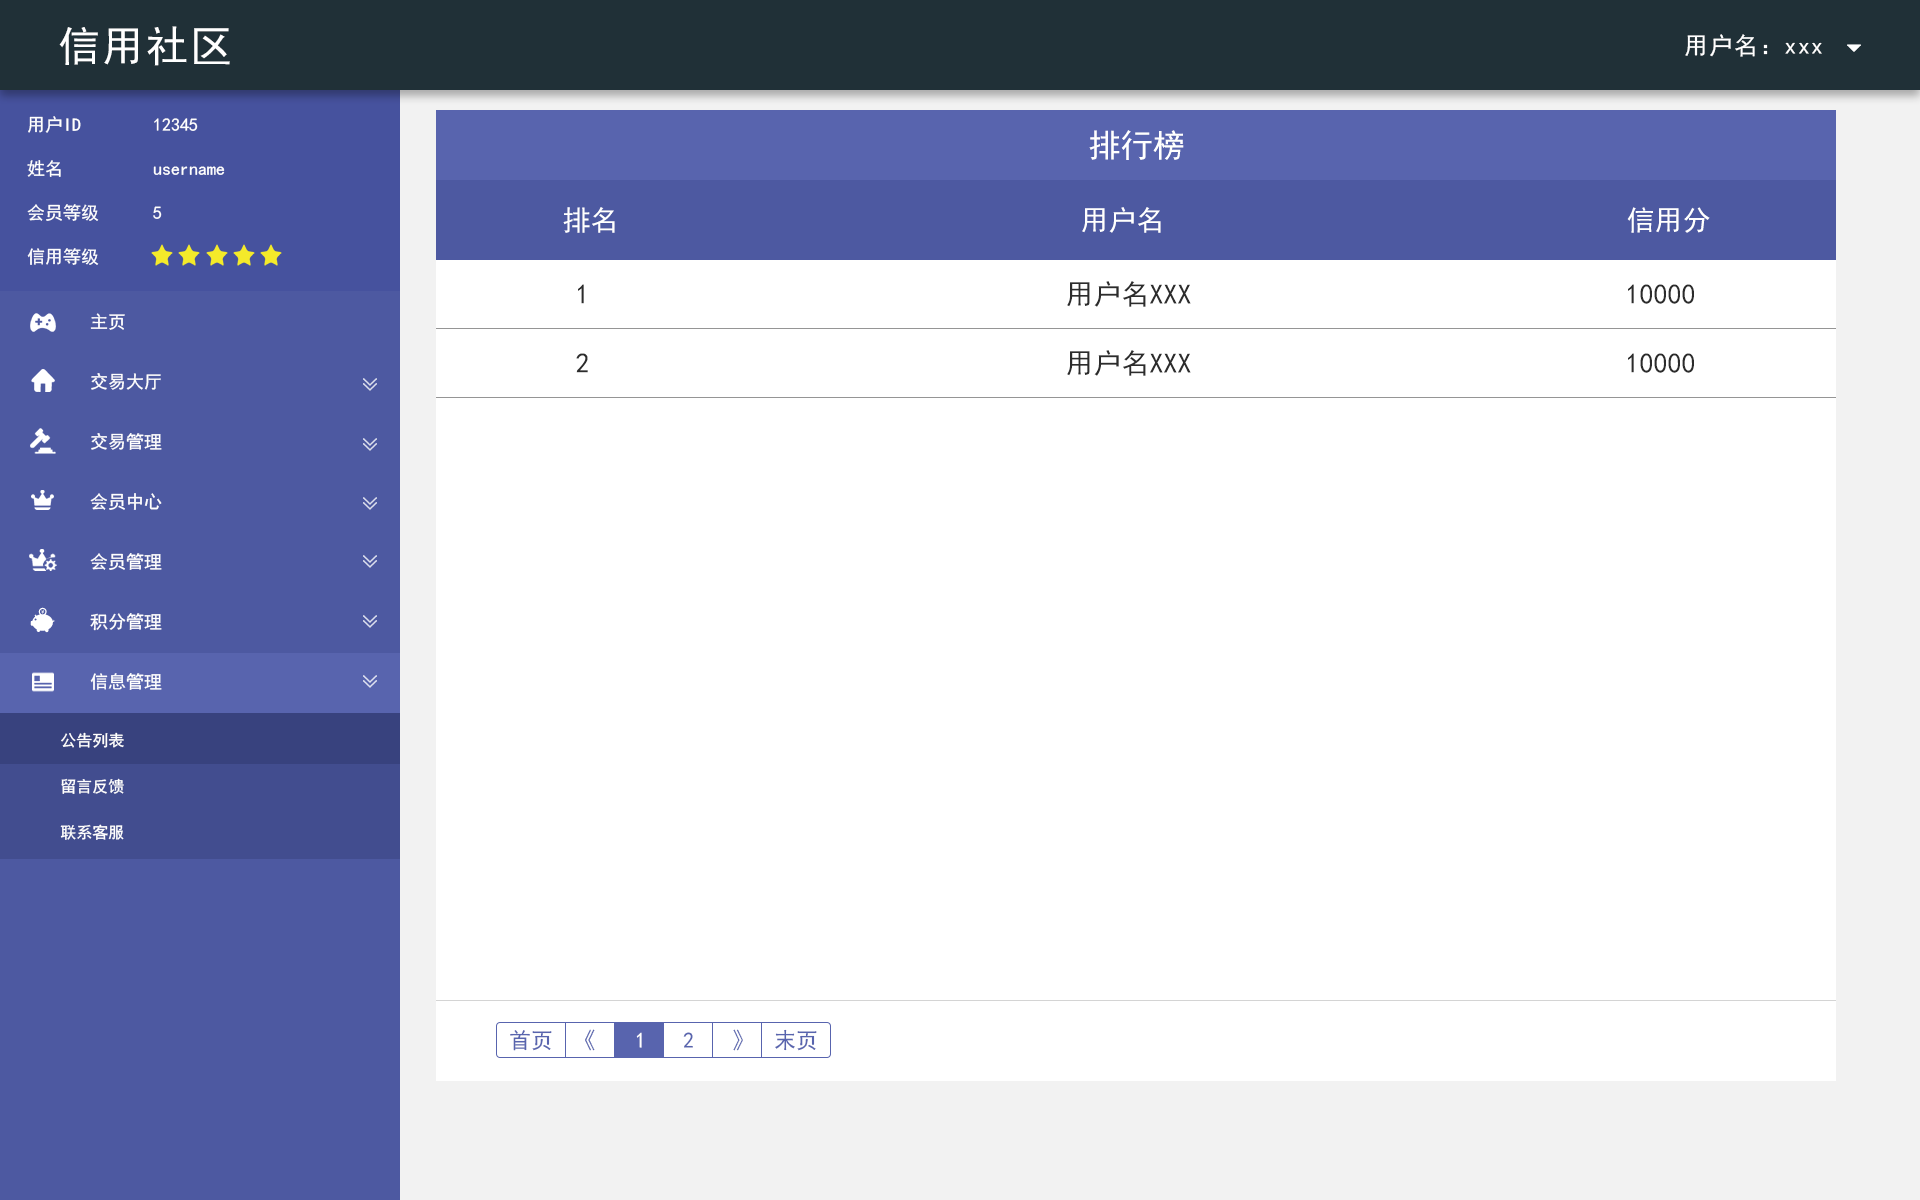 信用社区
用户名：xxx
用户ID 12345
姓名 username
会员等级 5
信用等级
主页
交易大厅
交易管理
会员中心
会员管理
积分管理
信息管理
公告列表
留言反馈
联系客服
排行榜
排名 用户名 信用分
1 用户名XXX 10000
2 用户名XXX 10000
首页 《 1 2 》 末页